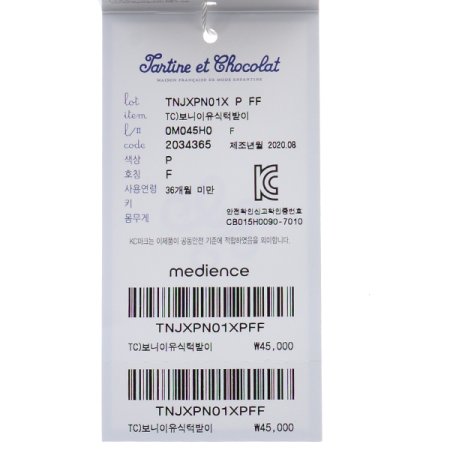 Tartine et Chocolat
MAISON FRANÇAISE DE MODE ENFANTINE
lot TNJXPN01X P FF
item TC)보니이유식턱받이
l/n 0M045H0 F
code 2034365 제조년월 2020.08
색상 P
호칭 F
사용연령 36개월 미만
키
몸무게
안전확인신고확인증번호
CB015H0090-7010
KC마크는 이제품이 공통안전 기준에 적합하였음을 의미합니다.
medience
TNJXPN01XPFF
TC)보니이유식턱받이 ₩45,000
TNJXPN01XPFF
TC)보니이유식턱받이 ₩45,000